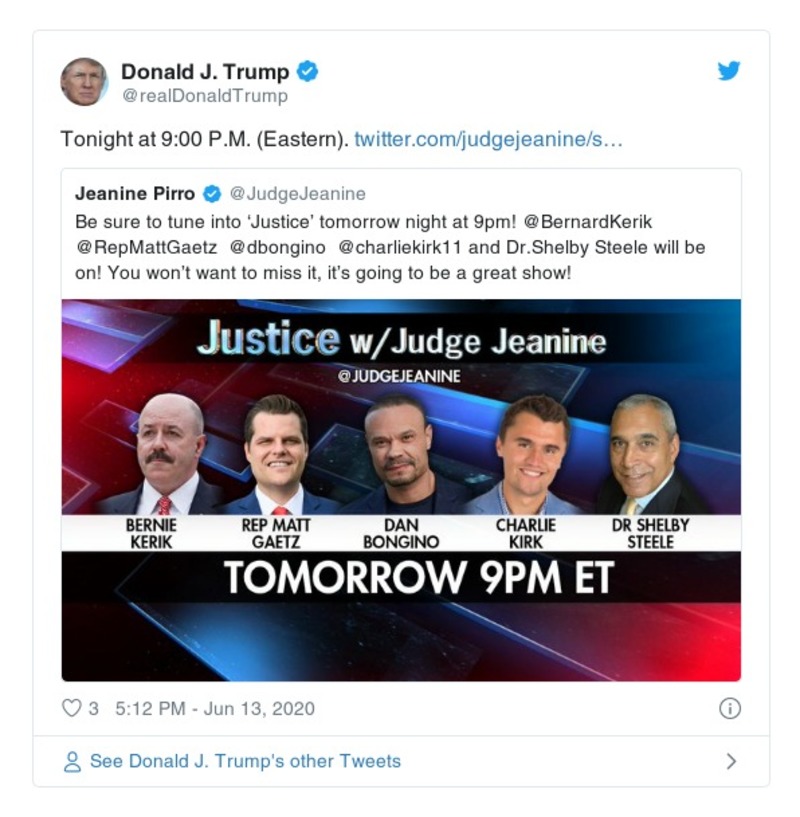 Donald J. Trump
@realDonaldTrump
Tonight at 9:00 P.M. (Eastern). twitter.com/judgejeanine/s…
Jeanine Pirro @JudgeJeanine
Be sure to tune into ‘Justice’ tomorrow night at 9pm! @BernardKerik
@RepMattGaetz @dbongino @charliekirk11 and Dr.Shelby Steele will be
on! You won’t want to miss it, it’s going to be a great show!
Justice w/Judge Jeanine
@JUDGEJEANINE
BERNIE KERIK
REP MATT GAETZ
DAN BONGINO
CHARLIE KIRK
DR SHELBY STEELE
TOMORROW 9PM ET
3 5:12 PM - Jun 13, 2020
See Donald J. Trump's other Tweets